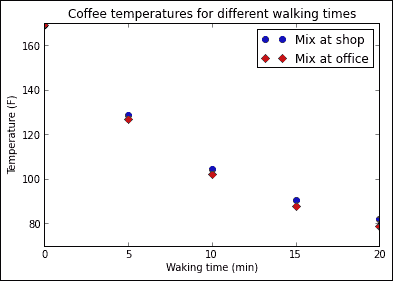 Coffee temperatures for different walking times
Mix at shop
Mix at office
160
140
120
100
80
Temperature (F)
0 5 10 15 20
Waking time (min)